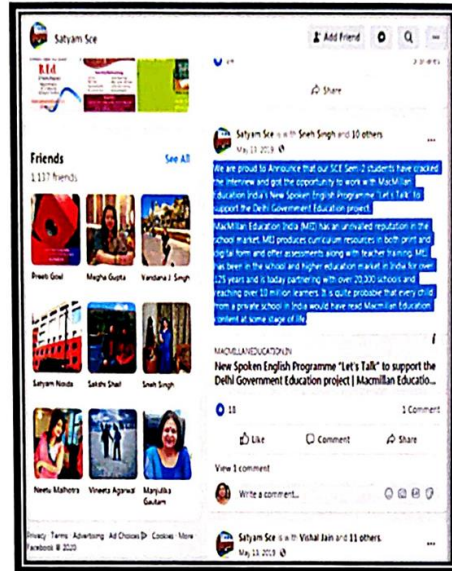 Satyam Sce
Add Friend
B.Ed
Share
Friends
See All
1,137 friends
Preeti Goel
Megha Gupta
Vandana J. Singh
Satyam Noida
Sakshi Shail
Sneh Singh
Neetu Malhotra
Vineeta Agarwal
Manjulika
Gautam
Privacy · Terms · Advertising · Ad Choices · Cookies · More
Facebook © 2020
Satyam Sce is with Sneh Singh and 10 others.
May 13, 2019
We are proud to Announce that our SCE Sem-2 students have cracked
the interview and got the opportunity to work with MacMillan
Education India's New Spoken English Programme "Let's Talk" to
support the Delhi Government Education project.
MacMillan Education India (MEI) has an unrivalled reputation in the
school market. MEI produces curriculum resources in both print and
digital form and offer assessments along with teacher training. MEI
has been in the school and higher education market in India for over
125 years and is today partnering with over 20,000 schools and
reaching over 10 million learners. It is quite probable that every child
from a private school in India would have read Macmillan Education
content at some stage of life.
MACMILLANEDUCATION.IN
New Spoken English Programme "Let's Talk" to support the
Delhi Government Education project | Macmillan Educatio...
18
1 Comment
Like
Comment
Share
View 1 comment
Write a comment...
Satyam Sce is with Vishal Jain and 11 others.
May 13, 2019